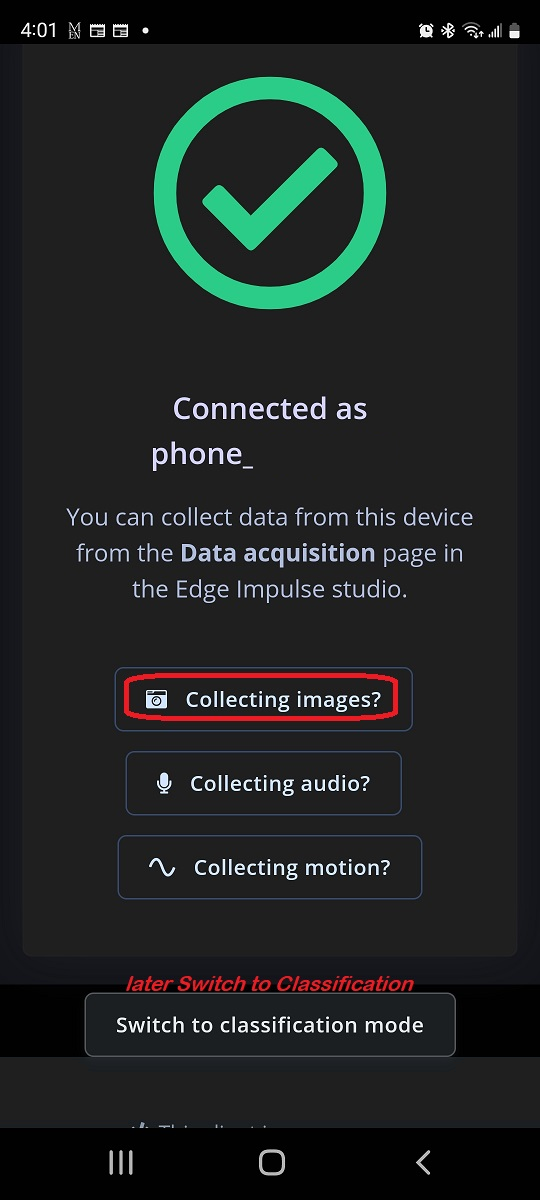 4:01
Connected as
phone_
You can collect data from this device
from the Data acquisition page in
the Edge Impulse studio.
Collecting images?
Collecting audio?
Collecting motion?
later Switch to Classification
Switch to classification mode